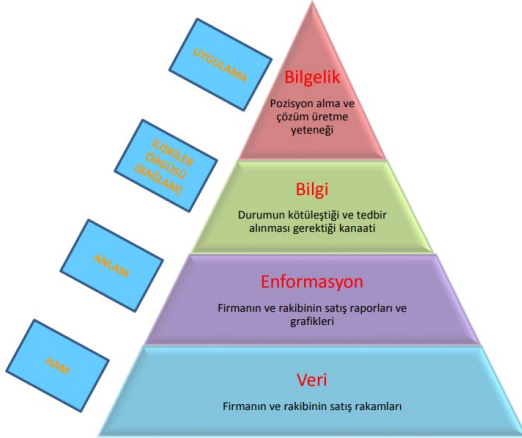 UYGULAMA
Bilgelik
Pozisyon alma ve
çözüm üretme
yeteneği
İLİŞKİLER
ÖRGÜSÜ
(BAĞLAM)
Bilgi
Durumun kötüleştiği ve tedbir
alınması gerektiği kanaati
ANLAM
Enformasyon
Firmanın ve rakibinin satış raporları ve
grafikleri
HAM
Veri
Firmanın ve rakibinin satış rakamları